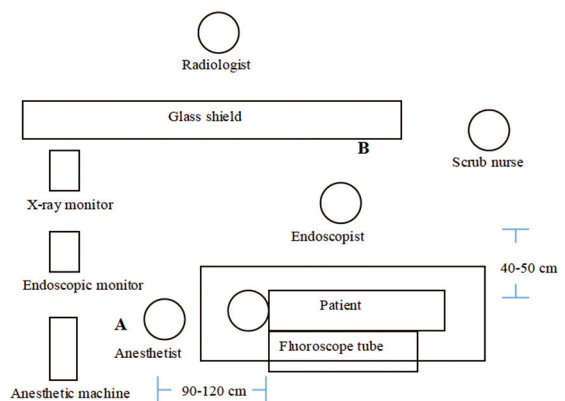 Radiologist
Glass shield
B
Scrub nurse
X-ray monitor
Endoscopist
Endoscopic monitor
40-50 cm
Patient
A
Anesthetist
Fluoroscope tube
Anesthetic machine
90-120 cm